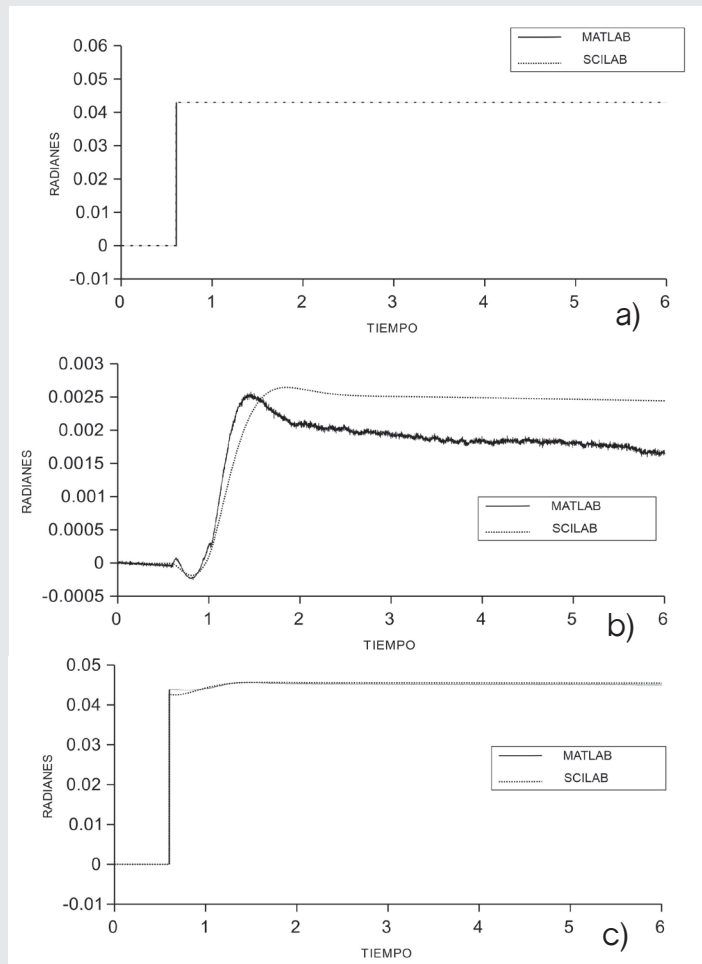 0.06
0.05
0.04
0.03
0.02
0.01
0
-0.01
RADIANES
MATLAB
SCILAB
0 1 2 3 4 5 6
TIEMPO
a)
0.003
0.0025
0.002
0.0015
0.001
0.0005
0
-0.0005
RADIANES
MATLAB
SCILAB
0 1 2 3 4 5 6
TIEMPO
b)
0.05
0.04
0.03
0.02
0.01
0
-0.01
RADIANES
MATLAB
SCILAB
0 1 2 3 4 5 6
TIEMPO
c)